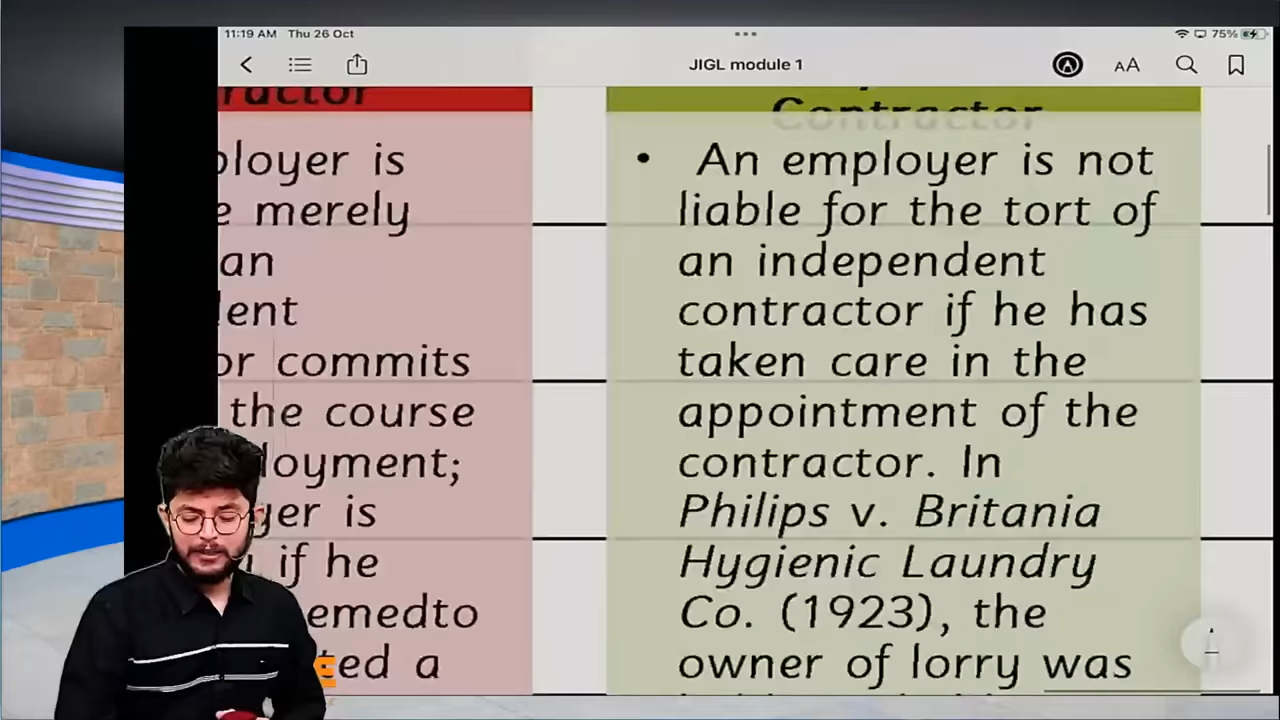 11:19 AM Thu 26 Oct
75%
JIGL module 1
AA
Contractor
ployer is
merely
an
or commits
the course
loyment;
is
if he
emedto
ted a
Contractor
• An employer is not
liable for the tort of
an independent
contractor if he has
taken care in the
appointment of the
contractor. In
Philips v. Britania
Hygienic Laundry
Co. (1923), the
owner of lorry was